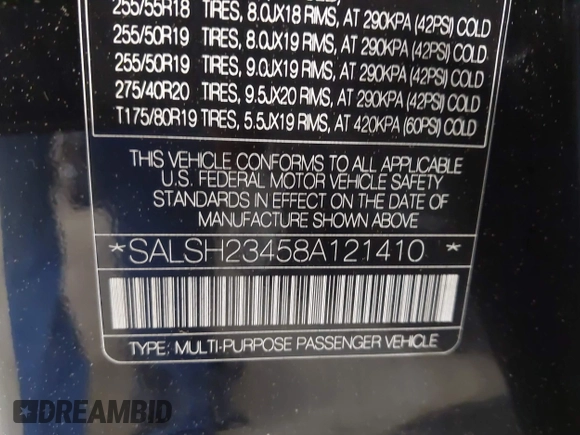 255/55R18 TIRES, 8.0JX18 RIMS, AT 290KPA (42PSI) COLD
255/50R19 TIRES, 8.0JX19 RIMS, AT 290KPA (42PSI) COLD
255/50R19 TIRES, 9.0JX19 RIMS, AT 290KPA (42PSI) COLD
275/40R20 TIRES, 9.5JX20 RIMS, AT 290KPA (42PSI) COLD
T175/80R19 TIRES, 5.5JX19 RIMS, AT 420KPA (60PSI) COLD
THIS VEHICLE CONFORMS TO ALL APPLICABLE
U.S. FEDERAL MOTOR VEHICLE SAFETY
STANDARDS IN EFFECT ON THE DATE OF
MANUFACTURE SHOWN ABOVE
*SALSH23458A121410 *
TYPE: MULTI-PURPOSE PASSENGER VEHICLE
DREAMBID